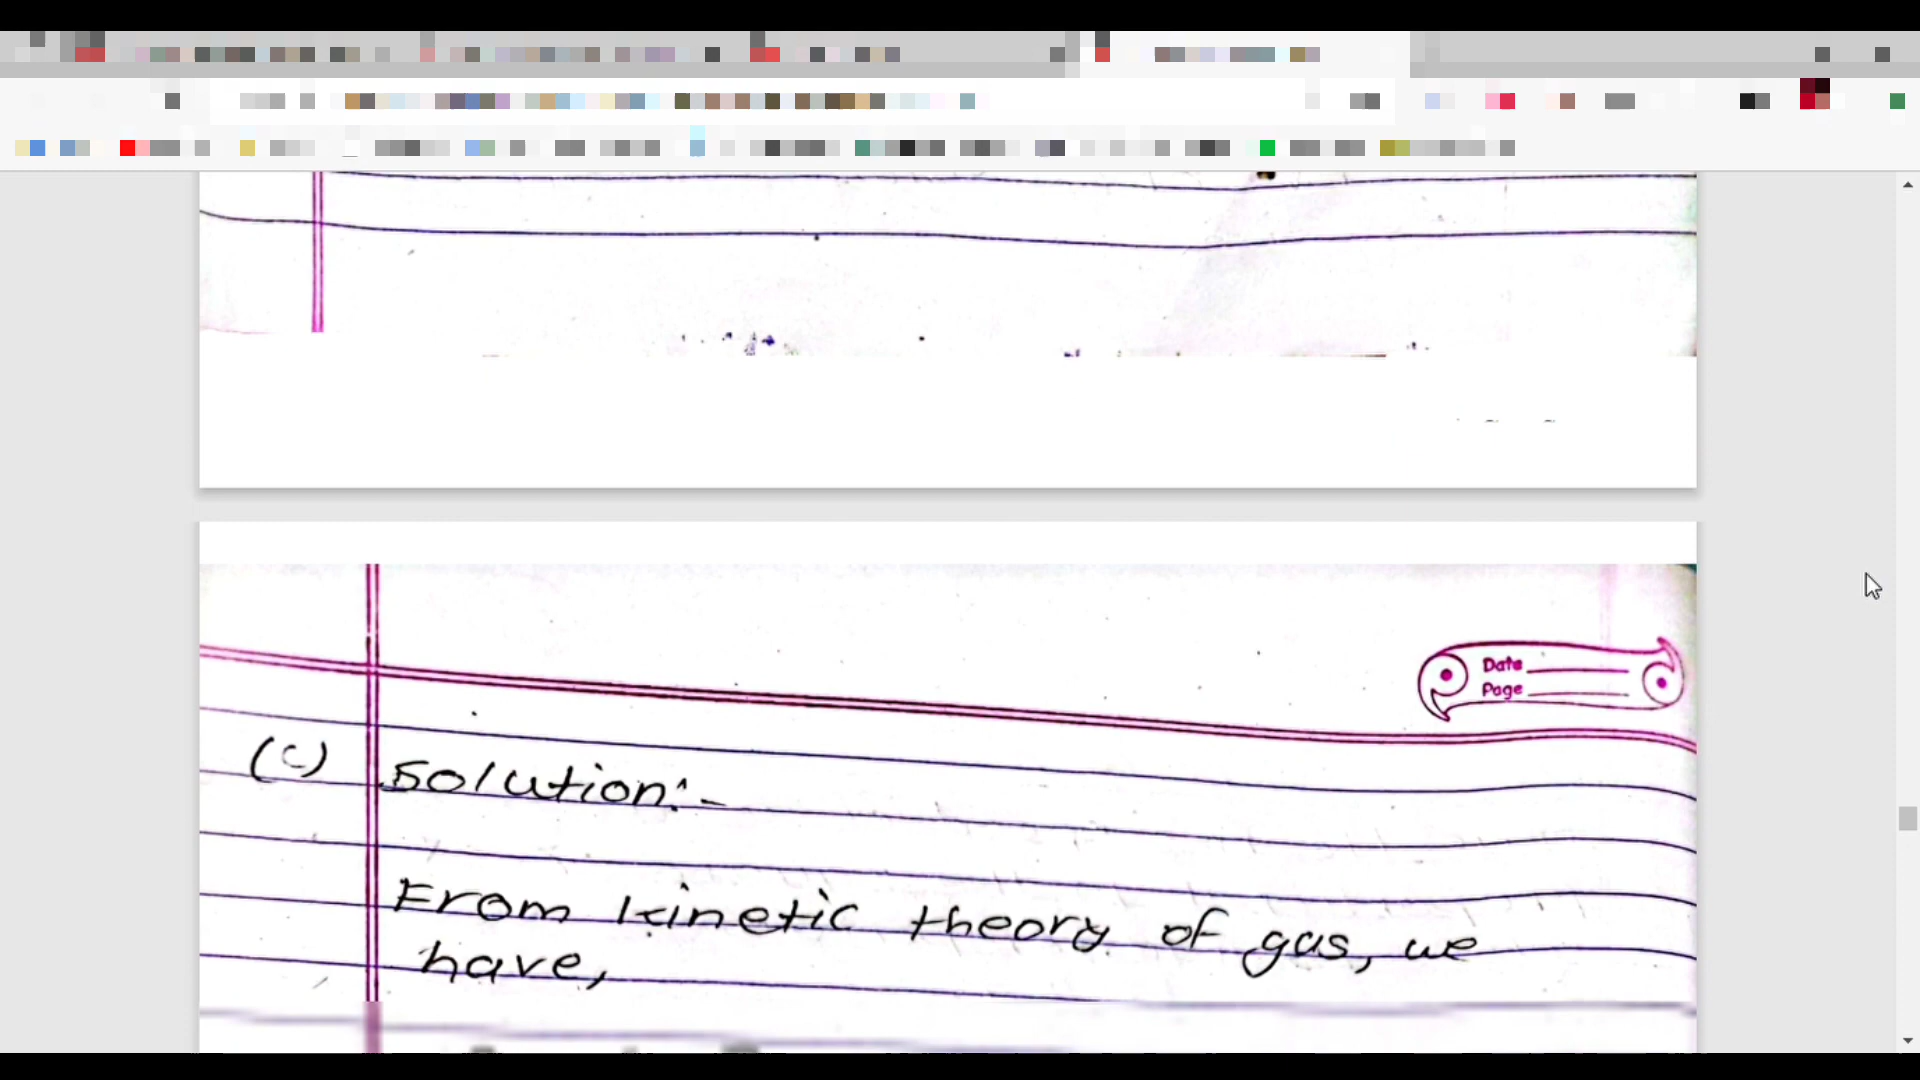 Date
Page
(c) Solution:-
From kinetic theory of gas, we
have,